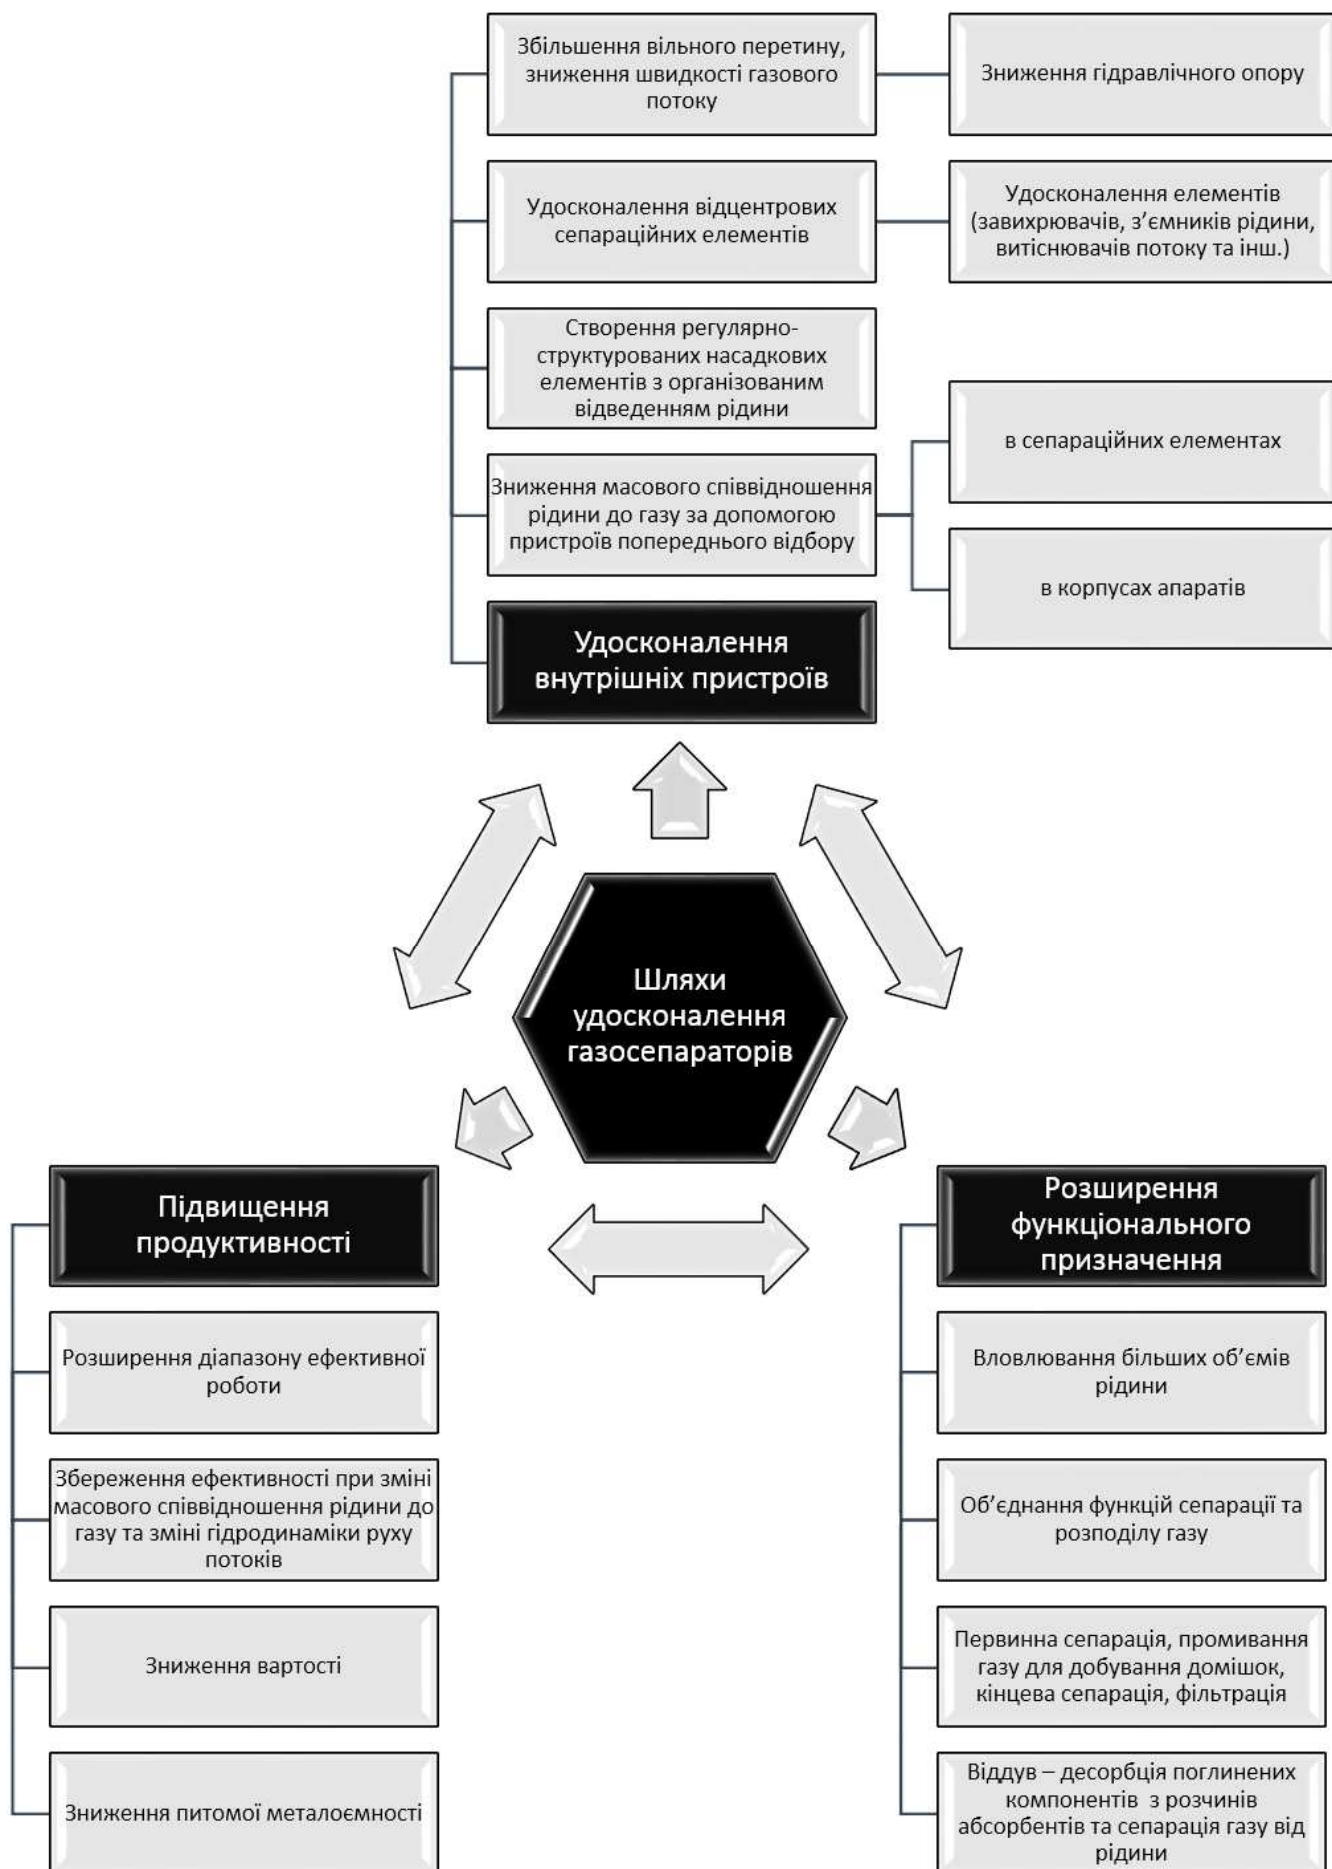 Збільшення вільного перетину,
зниження швидкості газового
потоку
Зниження гідравлічного опору
Удосконалення відцентрових
сепараційних елементів
Удосконалення елементів
(завихрювачів, з’ємників рідини,
витіснювачів потоку та інш.)
Створення регулярно-
структурованих насадкових
елементів з організованим
відведенням рідини
Зниження масового співвідношення
рідини до газу за допомогою
пристроїв попереднього відбору
в сепараційних елементах
в корпусах апаратів
Удосконалення
внутрішніх пристроїв
Шляхи
удосконалення
газосепараторів
Підвищення
продуктивності
Розширення діапазону ефективної
роботи
Збереження ефективності при зміні
масового співвідношення рідини до
газу та зміні гідродинаміки руху
потоків
Зниження вартості
Зниження питомої металоємності
Розширення
функціонального
призначення
Вловлювання більших об’ємів
рідини
Об’єднання функцій сепарації та
розподілу газу
Первинна сепарація, промивання
газу для добування домішок,
кінцева сепарація, фільтрація
Віддув – десорбція поглинених
компонентів з розчинів
абсорбентів та сепарація газу від
рідини